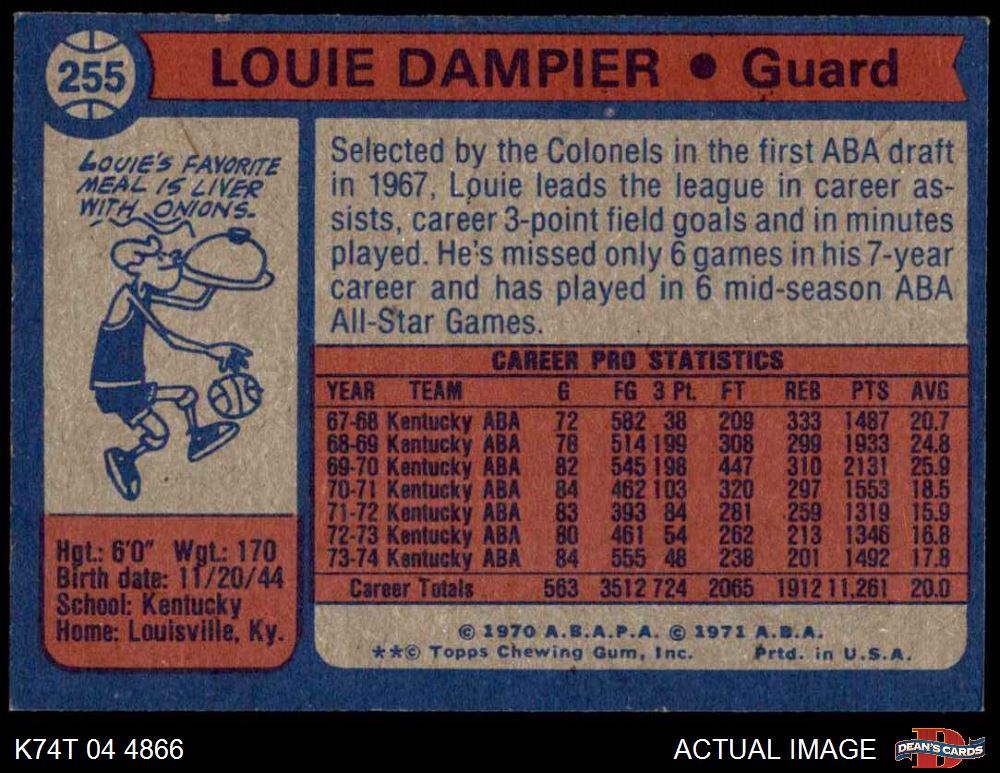 255
LOUIE DAMPIER • Guard
LOUIE'S FAVORITE
MEAL IS LIVER
WITH ONIONS.
Selected by the Colonels in the first ABA draft
in 1967, Louie leads the league in career as-
sists, career 3-point field goals and in minutes
played. He's missed only 6 games in his 7-year
career and has played in 6 mid-season ABA
All-Star Games.
CAREER PRO STATISTICS
YEAR TEAM G FG 3 Pt. FT REB PTS AVG
67-68 Kentucky ABA 72 582 38 209 333 1487 20.7
68-69 Kentucky ABA 78 514 199 308 299 1933 24.8
69-70 Kentucky ABA 82 545 198 447 310 2131 25.9
70-71 Kentucky ABA 84 462 103 320 297 1553 18.5
71-72 Kentucky ABA 83 393 84 281 259 1319 15.9
72-73 Kentucky ABA 80 461 54 262 213 1346 16.8
73-74 Kentucky ABA 84 555 48 238 201 1492 17.8
Career Totals 563 3512 724 2065 1912 11,261 20.0
Hgt.: 6'0" Wgt.: 170
Birth date: 11/20/44
School: Kentucky
Home: Louisville, Ky.
© 1970 A.B.A.P.A. © 1971 A.B.A.
**© Topps Chewing Gum, Inc. Prtd. in U.S.A.
K74T 04 4866
ACTUAL IMAGE
D
DEAN'S CARDS